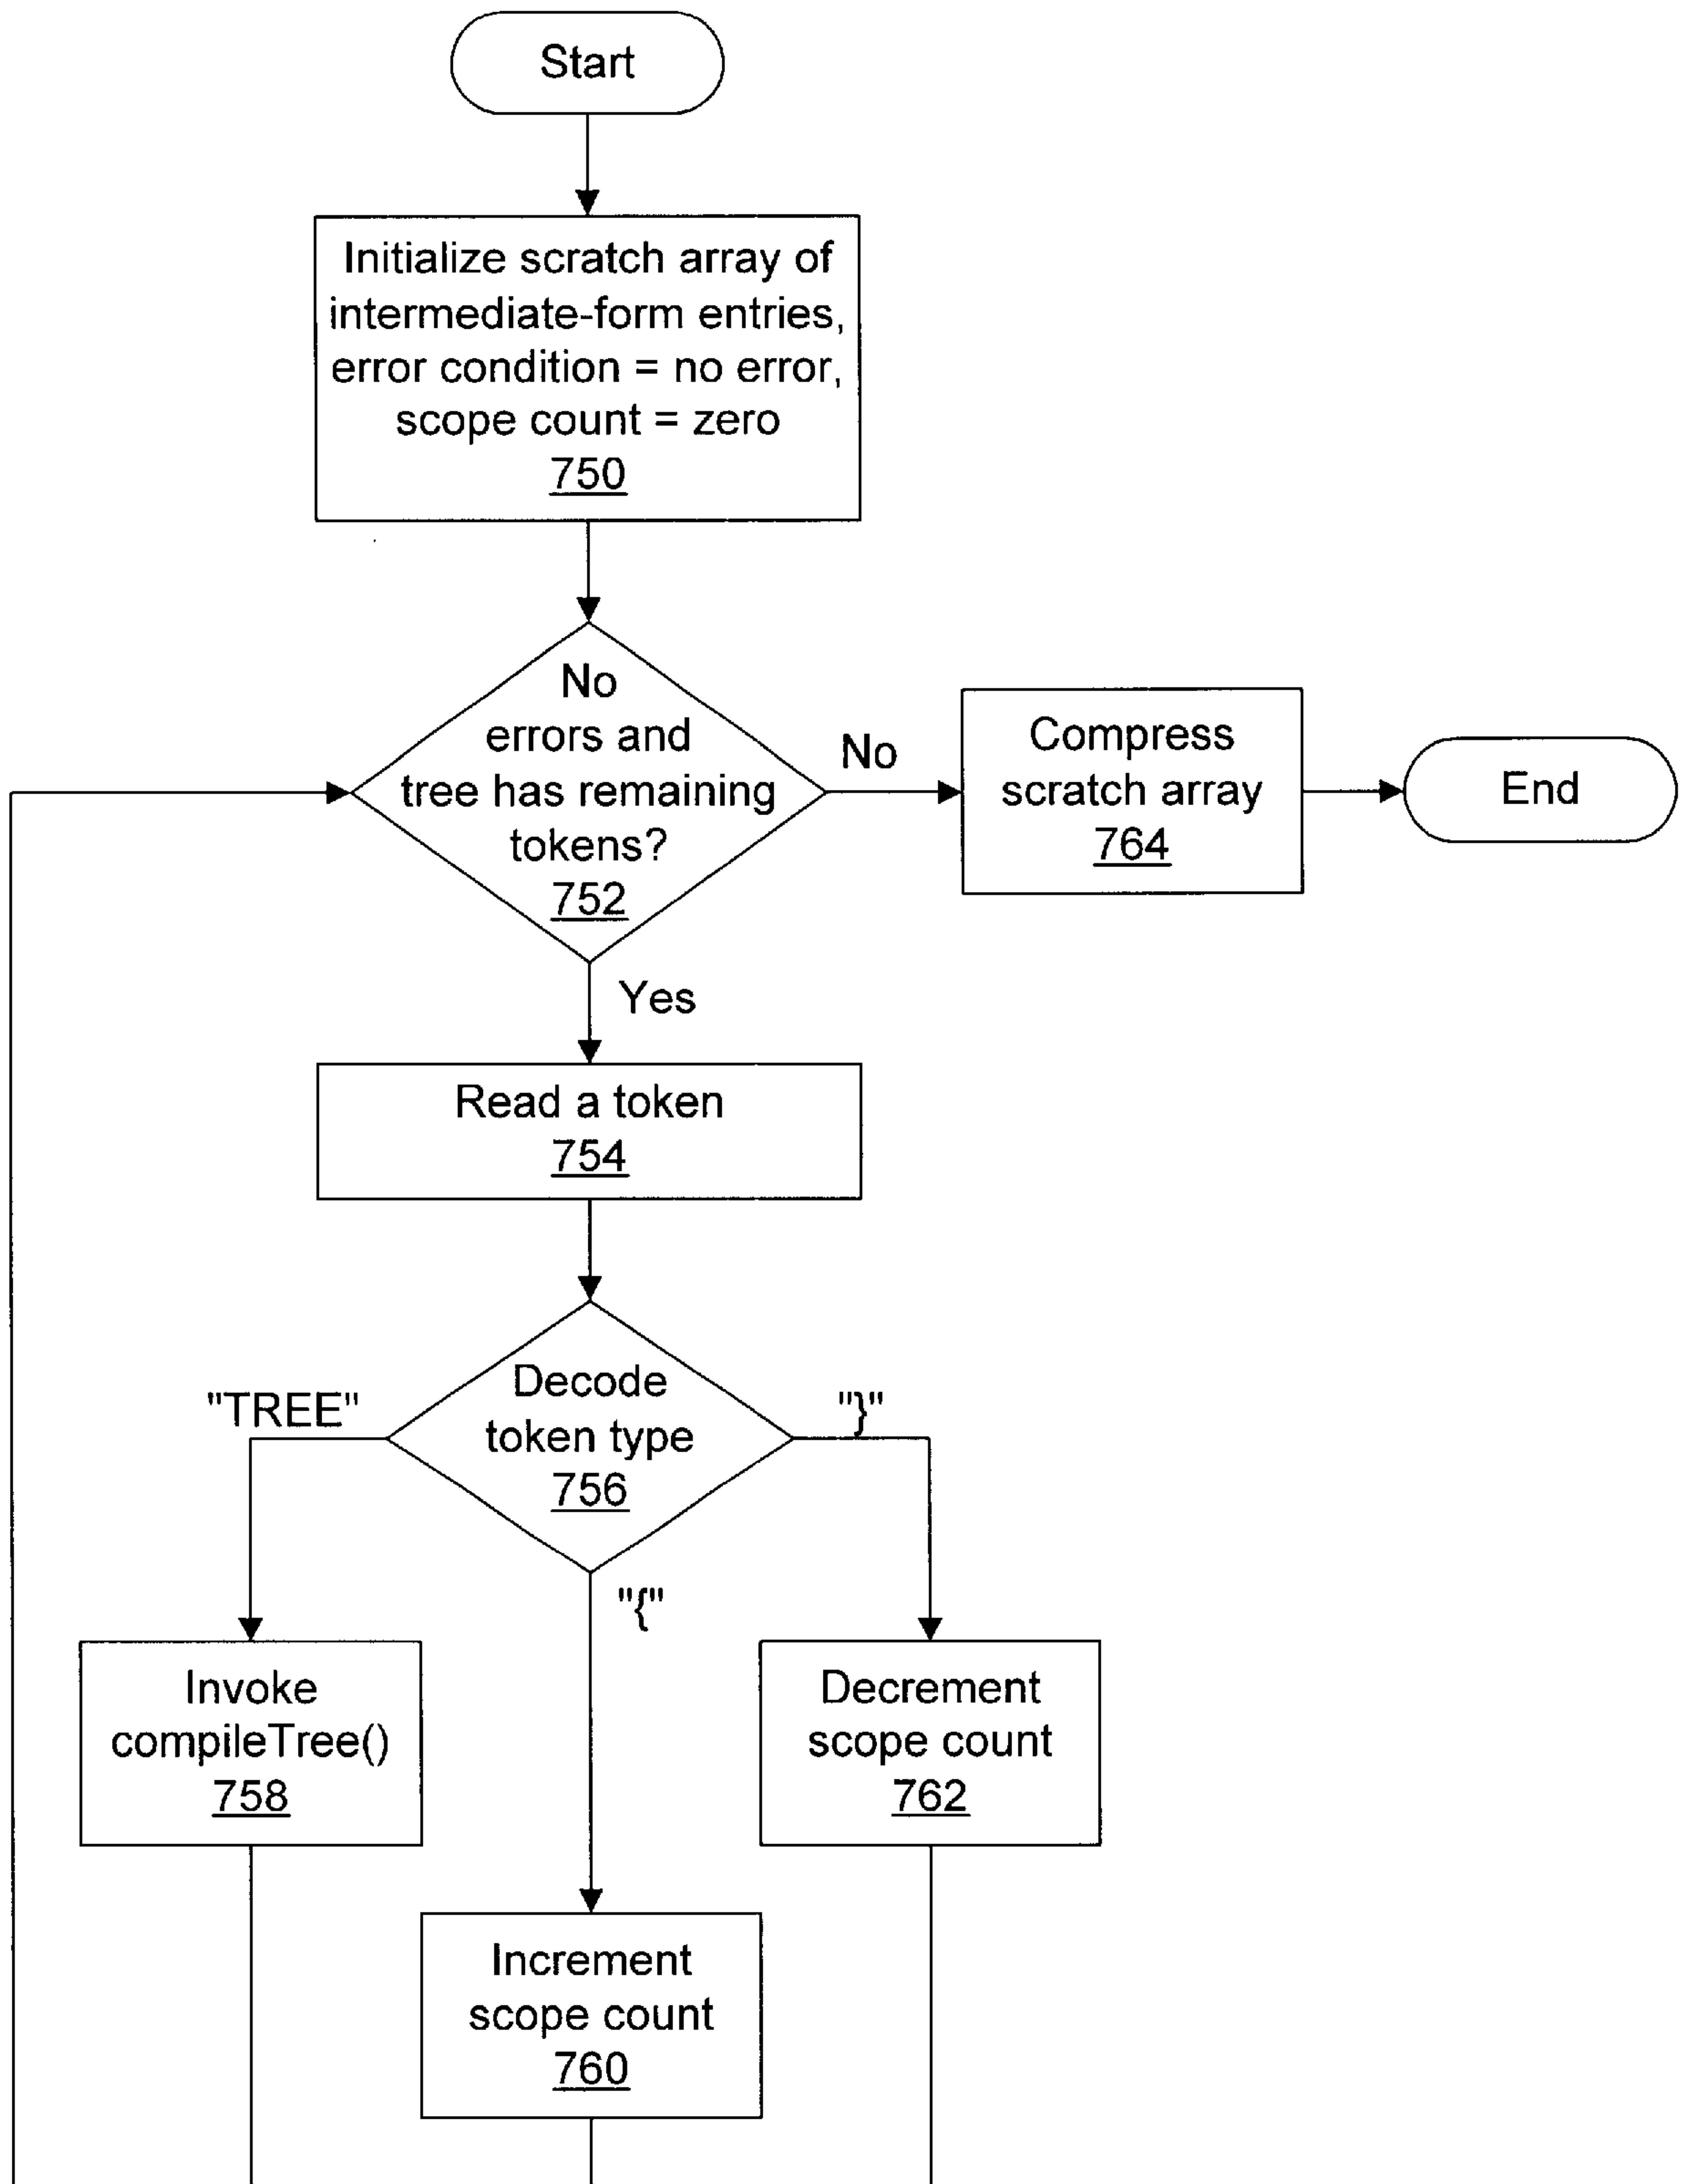 Start
Initialize scratch array of
intermediate-form entries,
error condition = no error,
scope count = zero
750
No
errors and
tree has remaining
tokens?
752
No
Compress
scratch array
764
End
Yes
Read a token
754
Decode
token type
756
"TREE"
"}"
"{"
Invoke
compileTree()
758
Decrement
scope count
762
Increment
scope count
760